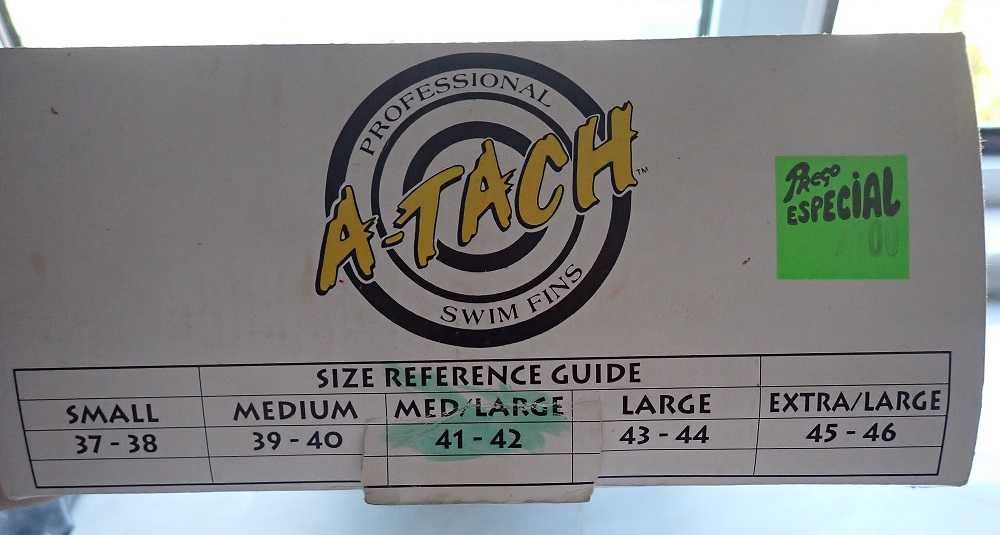 PROFESSIONAL
A-TACH™
SWIM FINS
PREÇO
ESPECIAL
SIZE REFERENCE GUIDE
SMALL MEDIUM MED/LARGE LARGE EXTRA/LARGE
37 - 38 39 - 40 41 - 42 43 - 44 45 - 46